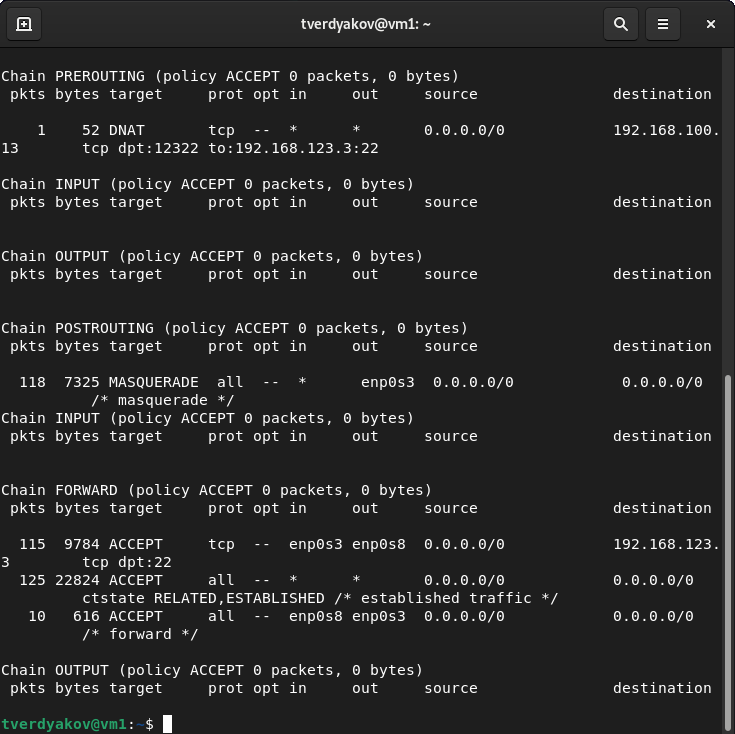 tverdyakov@vm1: ~
Chain PREROUTING (policy ACCEPT 0 packets, 0 bytes)
 pkts bytes target     prot opt in     out     source               destination

    1    52 DNAT       tcp  --  *      *       0.0.0.0/0            192.168.100.
13       tcp dpt:12322 to:192.168.123.3:22

Chain INPUT (policy ACCEPT 0 packets, 0 bytes)
 pkts bytes target     prot opt in     out     source               destination


Chain OUTPUT (policy ACCEPT 0 packets, 0 bytes)
 pkts bytes target     prot opt in     out     source               destination


Chain POSTROUTING (policy ACCEPT 0 packets, 0 bytes)
 pkts bytes target     prot opt in     out     source               destination

  118  7325 MASQUERADE  all  --  *      enp0s3  0.0.0.0/0            0.0.0.0/0
          /* masquerade */
Chain INPUT (policy ACCEPT 0 packets, 0 bytes)
 pkts bytes target     prot opt in     out     source               destination


Chain FORWARD (policy ACCEPT 0 packets, 0 bytes)
 pkts bytes target     prot opt in     out     source               destination

  115  9784 ACCEPT     tcp  --  enp0s3 enp0s8  0.0.0.0/0            192.168.123.
3        tcp dpt:22
  125 22824 ACCEPT     all  --  *      *       0.0.0.0/0            0.0.0.0/0
         ctstate RELATED,ESTABLISHED /* established traffic */
   10   616 ACCEPT     all  --  enp0s8 enp0s3  0.0.0.0/0            0.0.0.0/0
         /* forward */

Chain OUTPUT (policy ACCEPT 0 packets, 0 bytes)
 pkts bytes target     prot opt in     out     source               destination

tverdyakov@vm1:~$